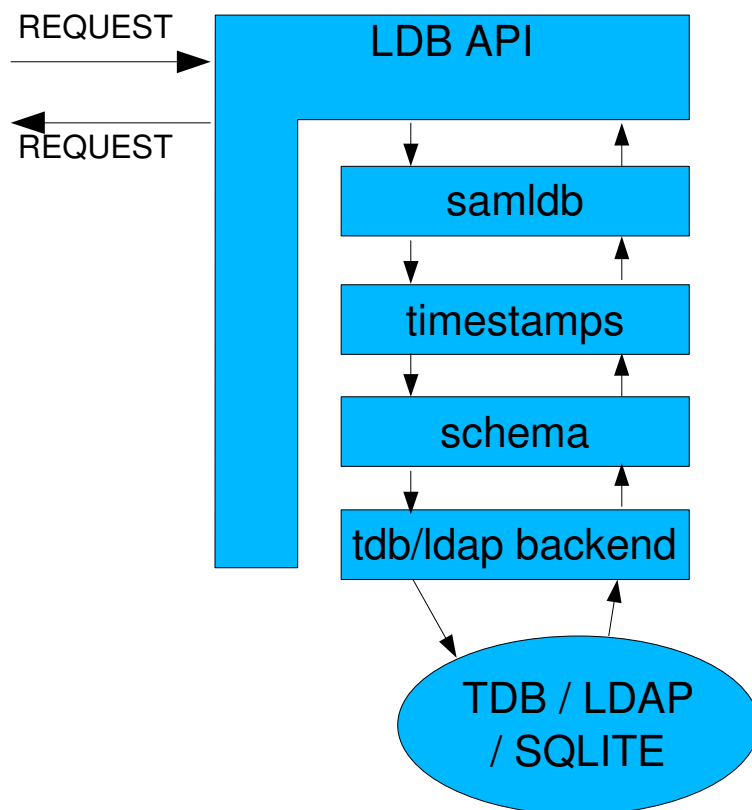 REQUEST
LDB API
REQUEST
samldb
timestamps
schema
tdb/ldap backend
TDB / LDAP
/ SQLITE